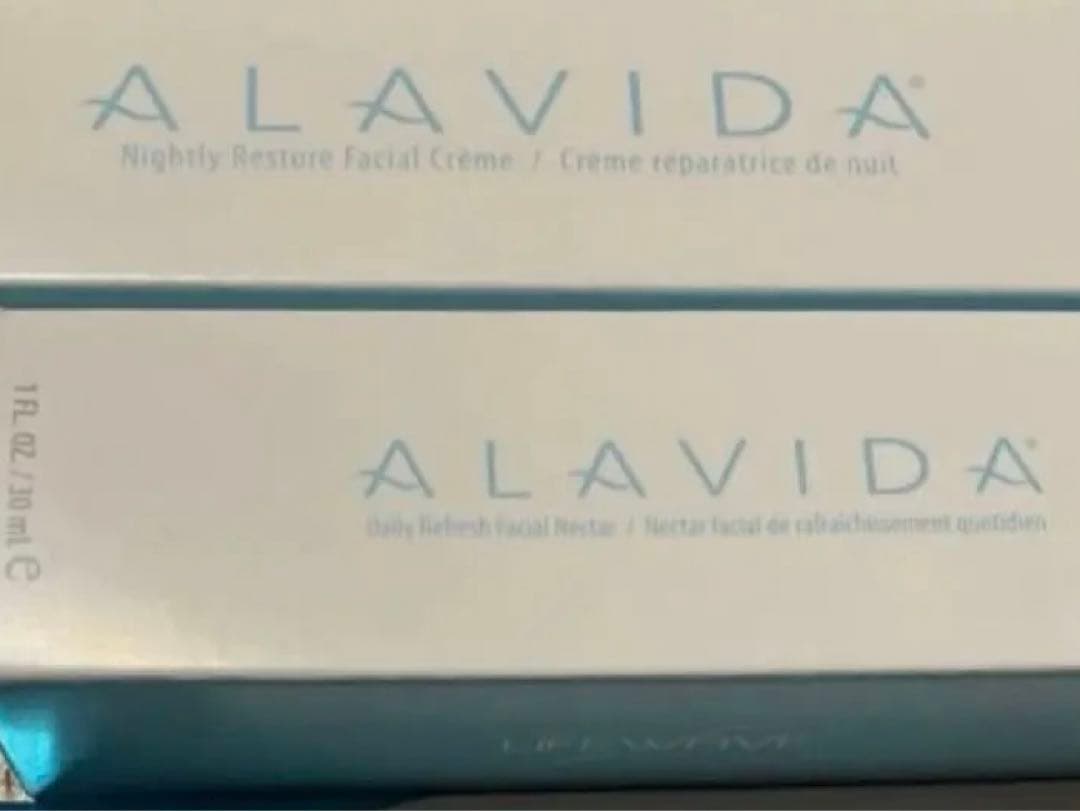 ALAVIDA®
Nightly Restore Facial Crème / Crème réparatrice de nuit
1 FL. OZ. / 30 mL ℮
ALAVIDA®
Daily Refresh Facial Nectar / Nectar facial de rafraîchissement quotidien
LIFEWAVE